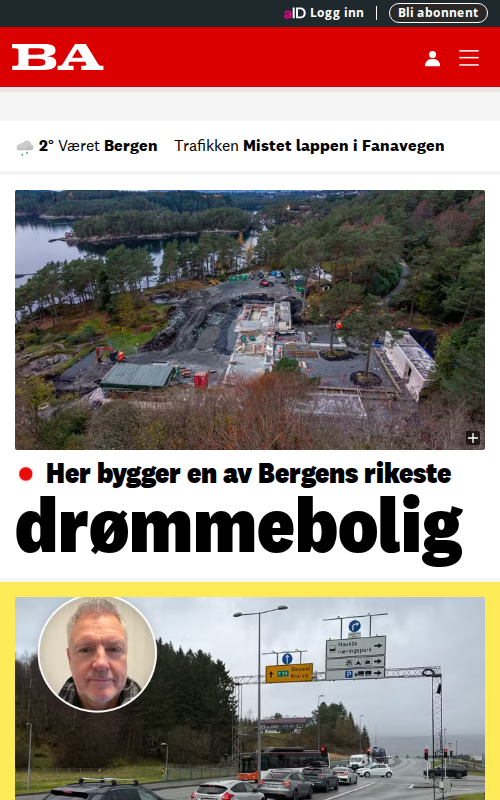 aID Logg inn
Bli abonnent
BA
2° Været Bergen
Trafikken Mistet lappen i Fanavegen
Her bygger en av Bergens rikeste
drømmebolig
Haukås
næringspark